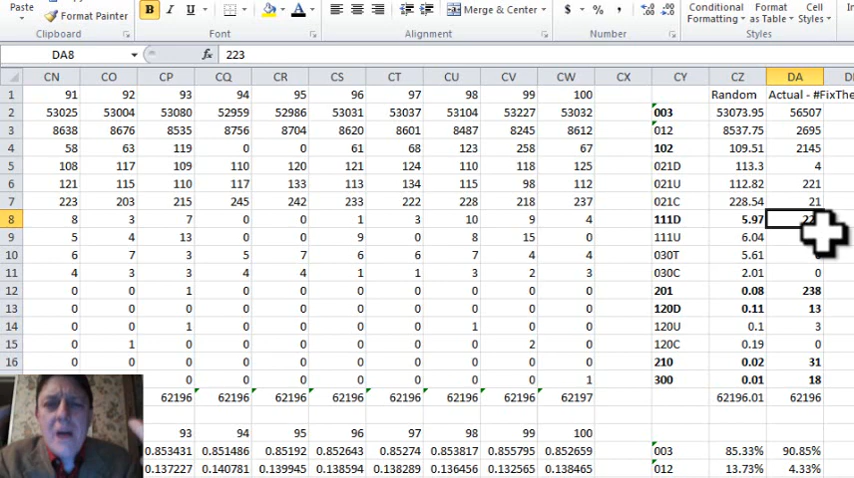 Paste Format Painter B I U A Merge & Center $ % , Conditional Formatting Format as Table Cell Styles
Clipboard Font Alignment Number Styles
DA8 fx 223
CN CO CP CQ CR CS CT CU CV CW CX CY CZ DA
1 91 92 93 94 95 96 97 98 99 100 Random Actual - #FixThe
2 53025 53004 53080 52959 52986 53031 53037 53104 53227 53032 003 53073.95 56507
3 8638 8676 8535 8756 8704 8620 8601 8487 8245 8612 012 8537.75 2695
4 58 63 119 0 0 61 68 123 258 67 102 109.51 2145
5 108 117 109 110 120 121 124 110 118 125 021D 113.3 4
6 121 115 110 117 133 113 134 115 98 112 021U 112.82 221
7 223 203 215 245 242 233 222 228 218 237 021C 228.54 21
8 8 3 7 0 0 1 3 10 9 4 111D 5.97
9 5 4 13 0 0 9 0 8 15 0 111U 6.04
10 6 7 3 5 7 6 6 7 4 4 030T 5.61
11 4 3 3 4 4 1 1 3 2 3 030C 2.01 0
12 0 0 1 0 0 0 0 0 0 0 201 0.08 238
13 0 0 0 0 0 0 0 0 0 0 120D 0.11 13
14 0 0 1 0 0 0 0 1 0 0 120U 0.1 3
15 0 1 0 0 0 0 0 0 2 0 120C 0.19 0
16 0 0 0 0 0 0 0 0 0 0 210 0.02 31
0 0 0 0 0 0 1 300 0.01 18
62196 62196 62196 62196 62196 62196 62196 62197 62196.01 62196
93 94 95 96 97 98 99 100
0.853431 0.851486 0.85192 0.852643 0.85274 0.853817 0.855795 0.852659 003 85.33% 90.85%
0.137227 0.140781 0.139945 0.138594 0.138289 0.136456 0.132565 0.138465 012 13.73% 4.33%